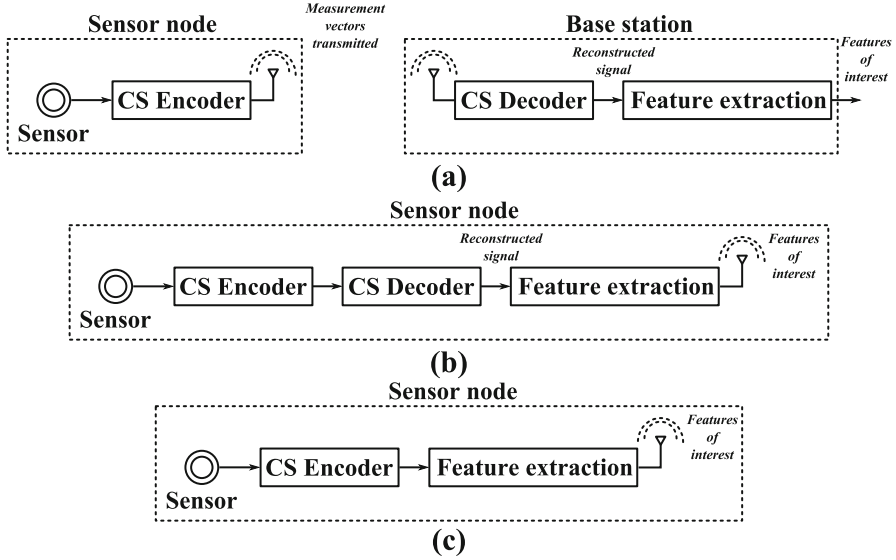 Sensor node
Measurement
vectors
transmitted
Base station
Features
of
interest
Reconstructed
signal
CS Encoder
CS Decoder
Feature extraction
Sensor
(a)
Sensor node
Reconstructed
signal
Features
of
interest
CS Encoder
CS Decoder
Feature extraction
Sensor
(b)
Sensor node
Features
of
interest
CS Encoder
Feature extraction
Sensor
(c)